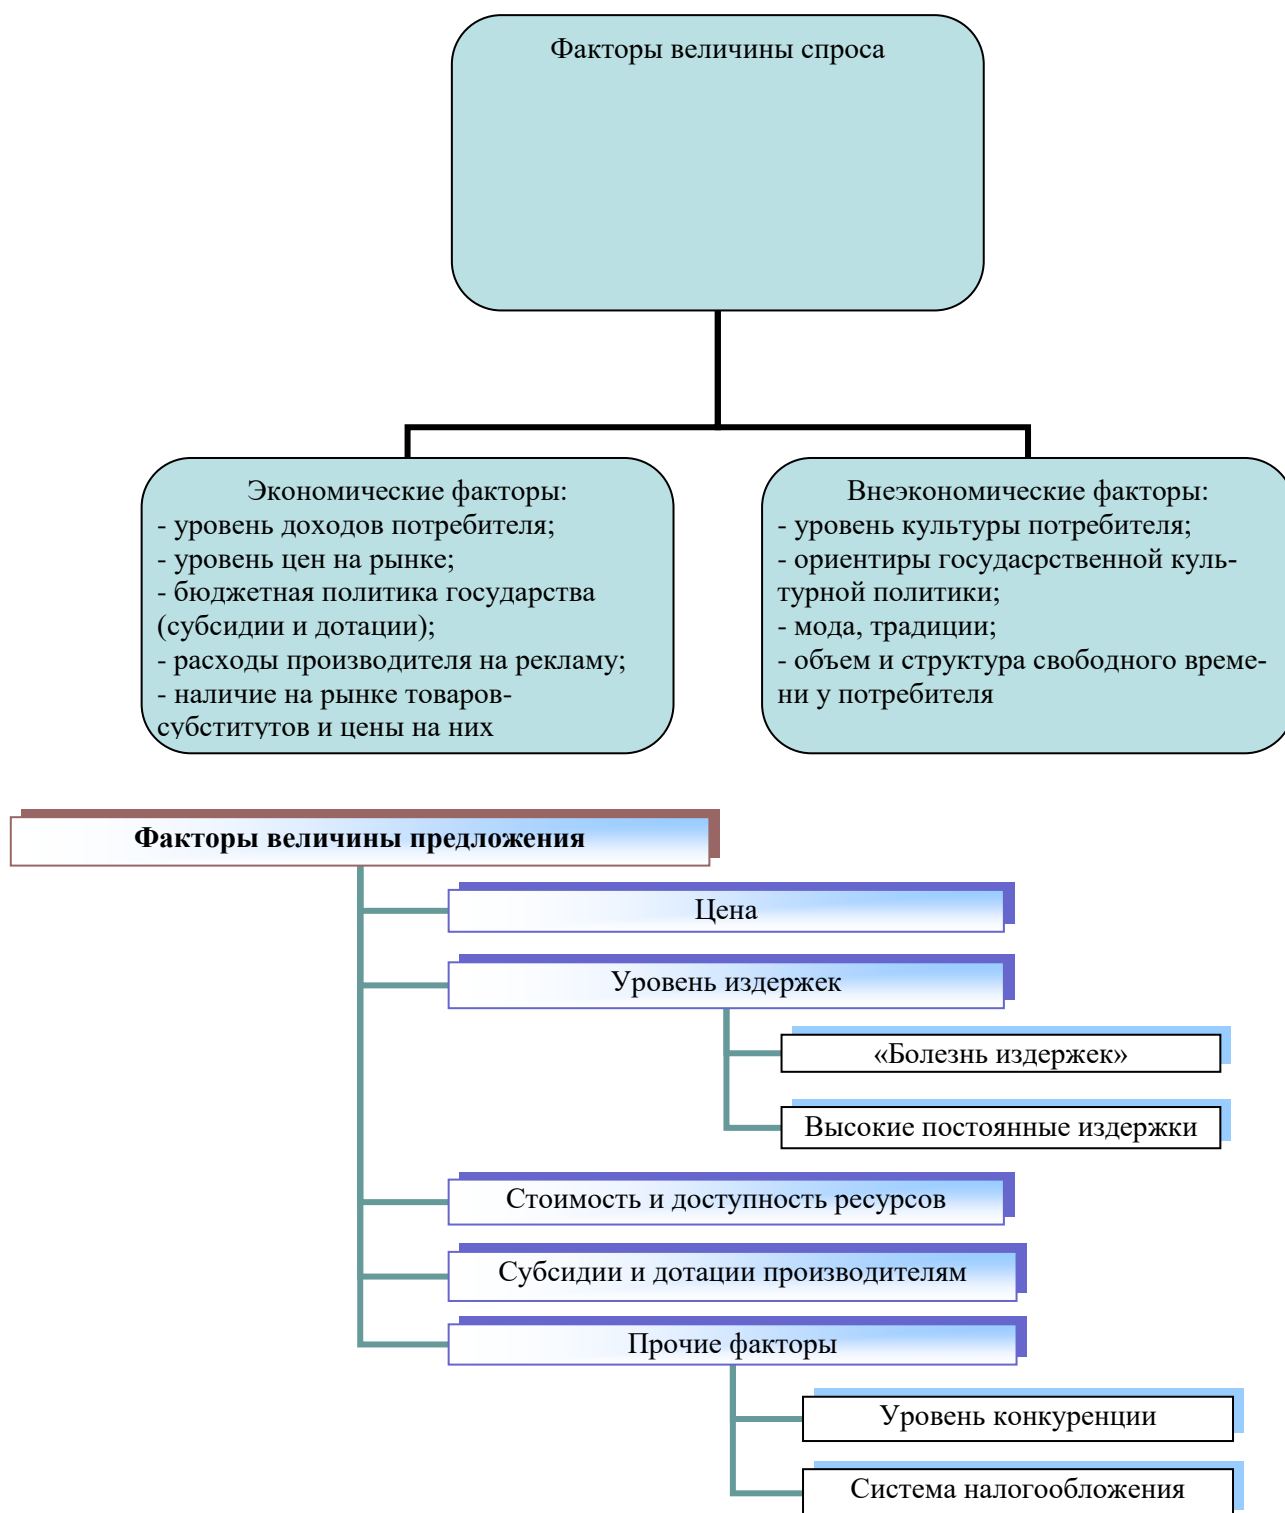 Факторы величины спроса
Экономические факторы:
- уровень доходов потребителя;
- уровень цен на рынке;
- бюджетная политика государства
(субсидии и дотации);
- расходы производителя на рекламу;
- наличие на рынке товаров-
субститутов и цены на них
Внеэкономические факторы:
- уровень культуры потребителя;
- ориентиры госудасрственной куль-
турной политики;
- мода, традиции;
- объем и структура свободного време-
ни у потребителя
Факторы величины предложения
Цена
Уровень издержек
«Болезнь издержек»
Высокие постоянные издержки
Стоимость и доступность ресурсов
Субсидии и дотации производителям
Прочие факторы
Уровень конкуренции
Система налогообложения